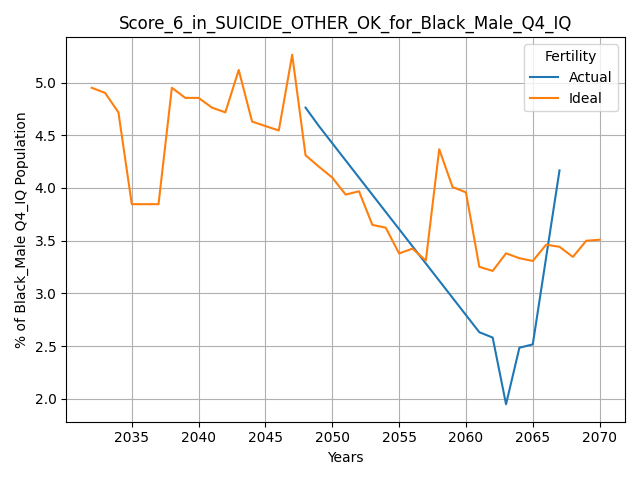 Score_6_in_SUICIDE_OTHER_OK_for_Black_Male_Q4_IQ
Fertility
Actual
Ideal
% of Black_Male Q4_IQ Population
5.0
4.5
4.0
3.5
3.0
2.5
2.0
2035 2040 2045 2050 2055 2060 2065 2070
Years